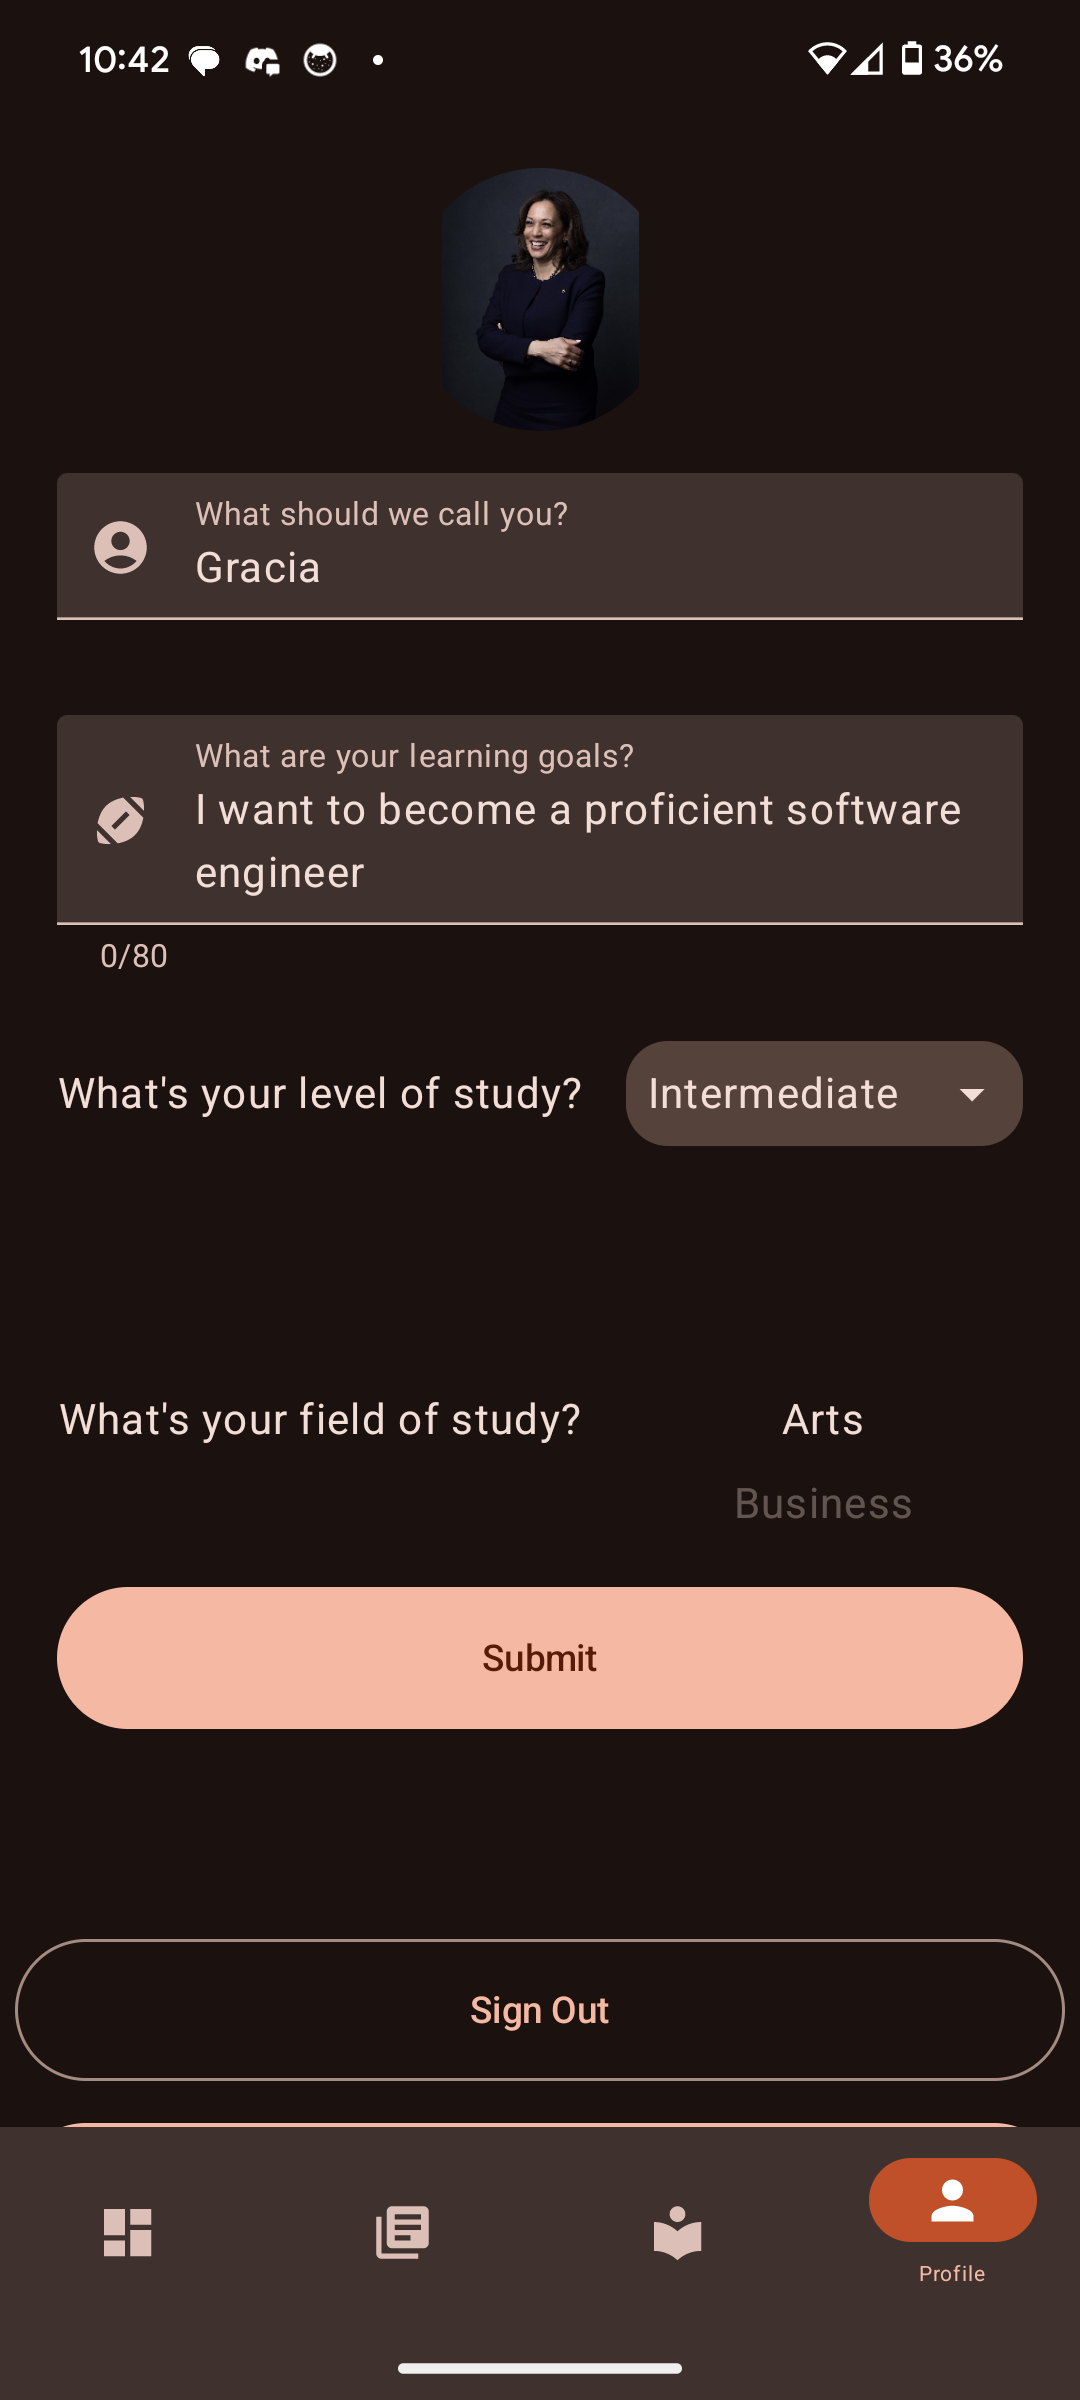 10:42
36%
What should we call you?
Gracia
What are your learning goals?
I want to become a proficient software
engineer
0/80
What's your level of study?
Intermediate
What's your field of study?
Arts
Business
Submit
Sign Out
Profile